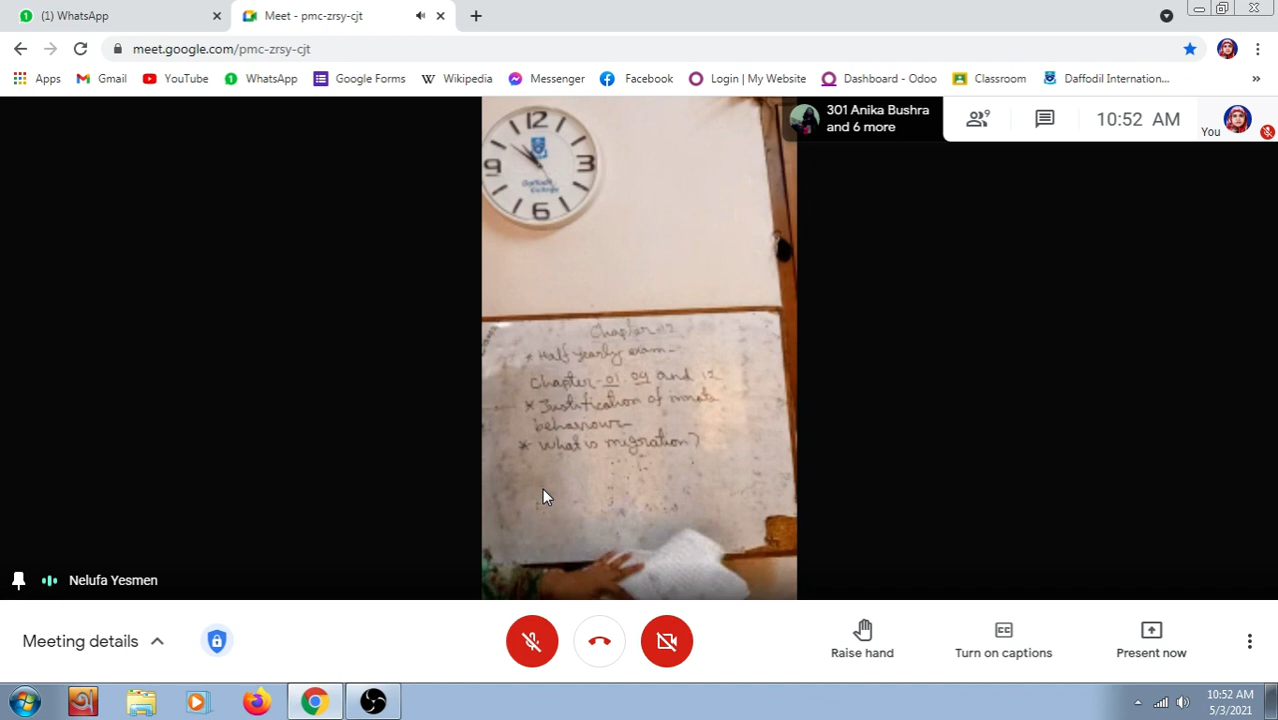 (1) WhatsApp
Meet - pmc-zrsy-cjt
meet.google.com/pmc-zrsy-cjt
Apps
Gmail
YouTube
WhatsApp
Google Forms
Wikipedia
Messenger
Facebook
Login | My Website
Dashboard - Odoo
Classroom
Daffodil Internation...
»
301 Anika Bushra
and 6 more
9
10:52 AM
You
12
9
3
6
Chapter-12
* Half yearly exam-
Chapter-01, 04 and 12
* Justification of innate
behaviour-
* What is migration?
Nelufa Yesmen
Meeting details
Raise hand
Turn on captions
Present now
10:52 AM
5/3/2021